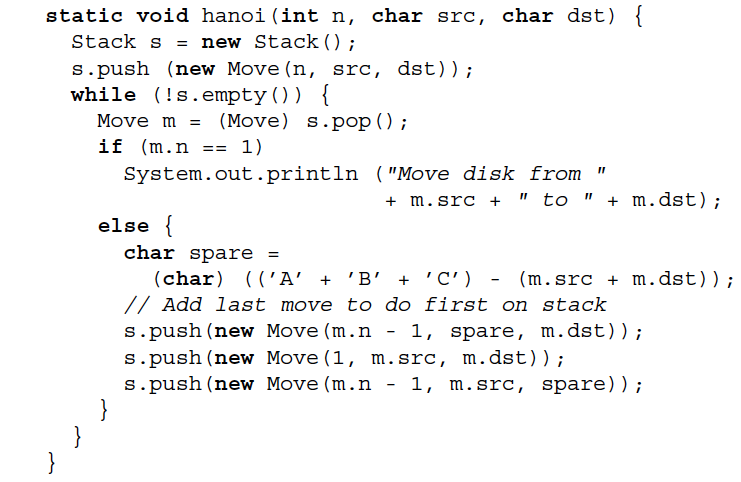 static void hanoi(int n, char src, char dst) {
  Stack s = new Stack();
  s.push (new Move(n, src, dst));
  while (!s.empty()) {
    Move m = (Move) s.pop();
    if (m.n == 1)
      System.out.println ("Move disk from "
                          + m.src + " to " + m.dst);
    else {
      char spare =
        (char) ((’A’ + ’B’ + ’C’) - (m.src + m.dst));
      // Add last move to do first on stack
      s.push(new Move(m.n - 1, spare, m.dst));
      s.push(new Move(1, m.src, m.dst));
      s.push(new Move(m.n - 1, m.src, spare));
    }
  }
}